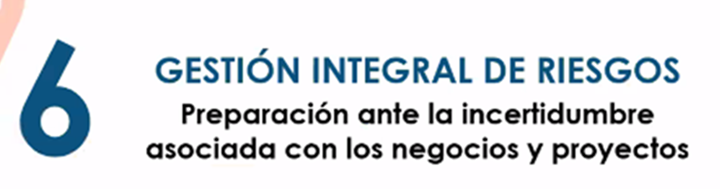 6
GESTIÓN INTEGRAL DE RIESGOS
Preparación ante la incertidumbre
asociada con los negocios y proyectos